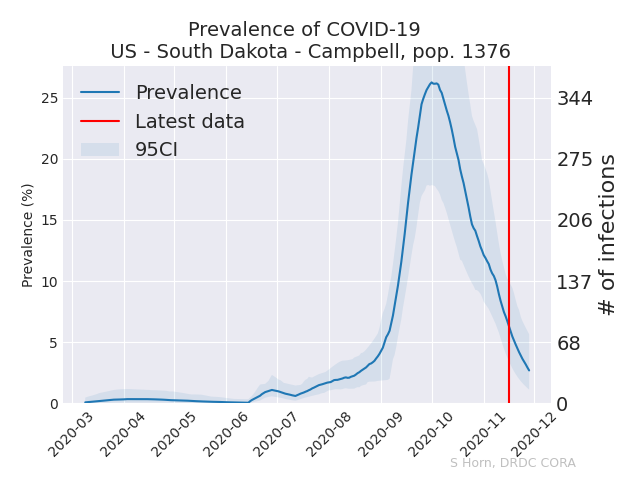 Prevalence of COVID-19
US - South Dakota - Campbell, pop. 1376
Prevalence
Latest data
95CI
Prevalence (%)
25
20
15
10
5
0
344
275
206
137
68
0
# of infections
2020-03
2020-04
2020-05
2020-06
2020-07
2020-08
2020-09
2020-10
2020-11
2020-12
S Horn, DRDC CORA